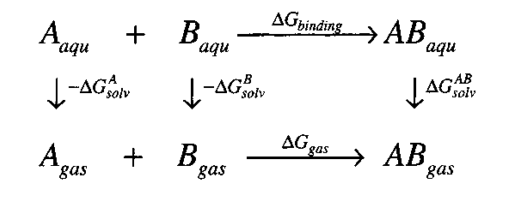 ΔG_binding
A_aqu + B_aqu ⟶ AB_aqu
↓ -ΔG^A_solv ↓ -ΔG^B_solv ↓ ΔG^AB_solv
ΔG_gas
A_gas + B_gas ⟶ AB_gas